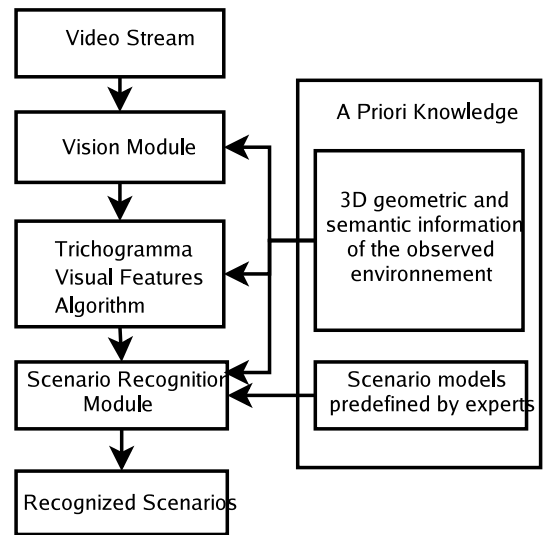 Video Stream
Vision Module
Trichogramma
Visual Features
Algorithm
Scenario Recognition
Module
Recognized Scenarios
A Priori Knowledge
3D geometric and
semantic information
of the observed
environnement
Scenario models
predefined by experts